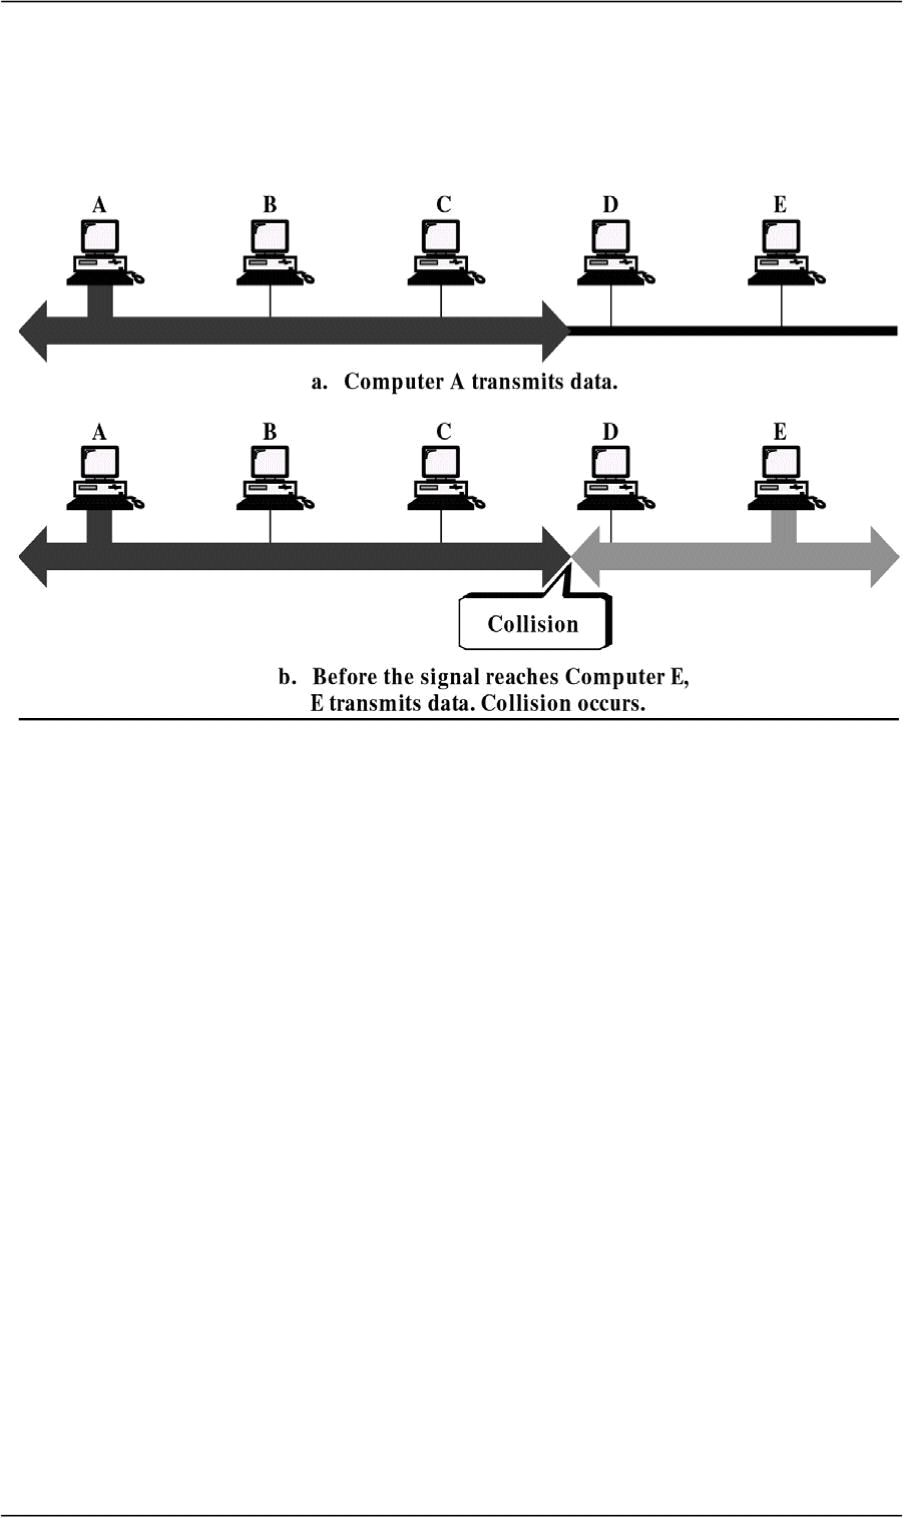 A B C D E
a. Computer A transmits data.
A B C D E
Collision
b. Before the signal reaches Computer E,
E transmits data. Collision occurs.